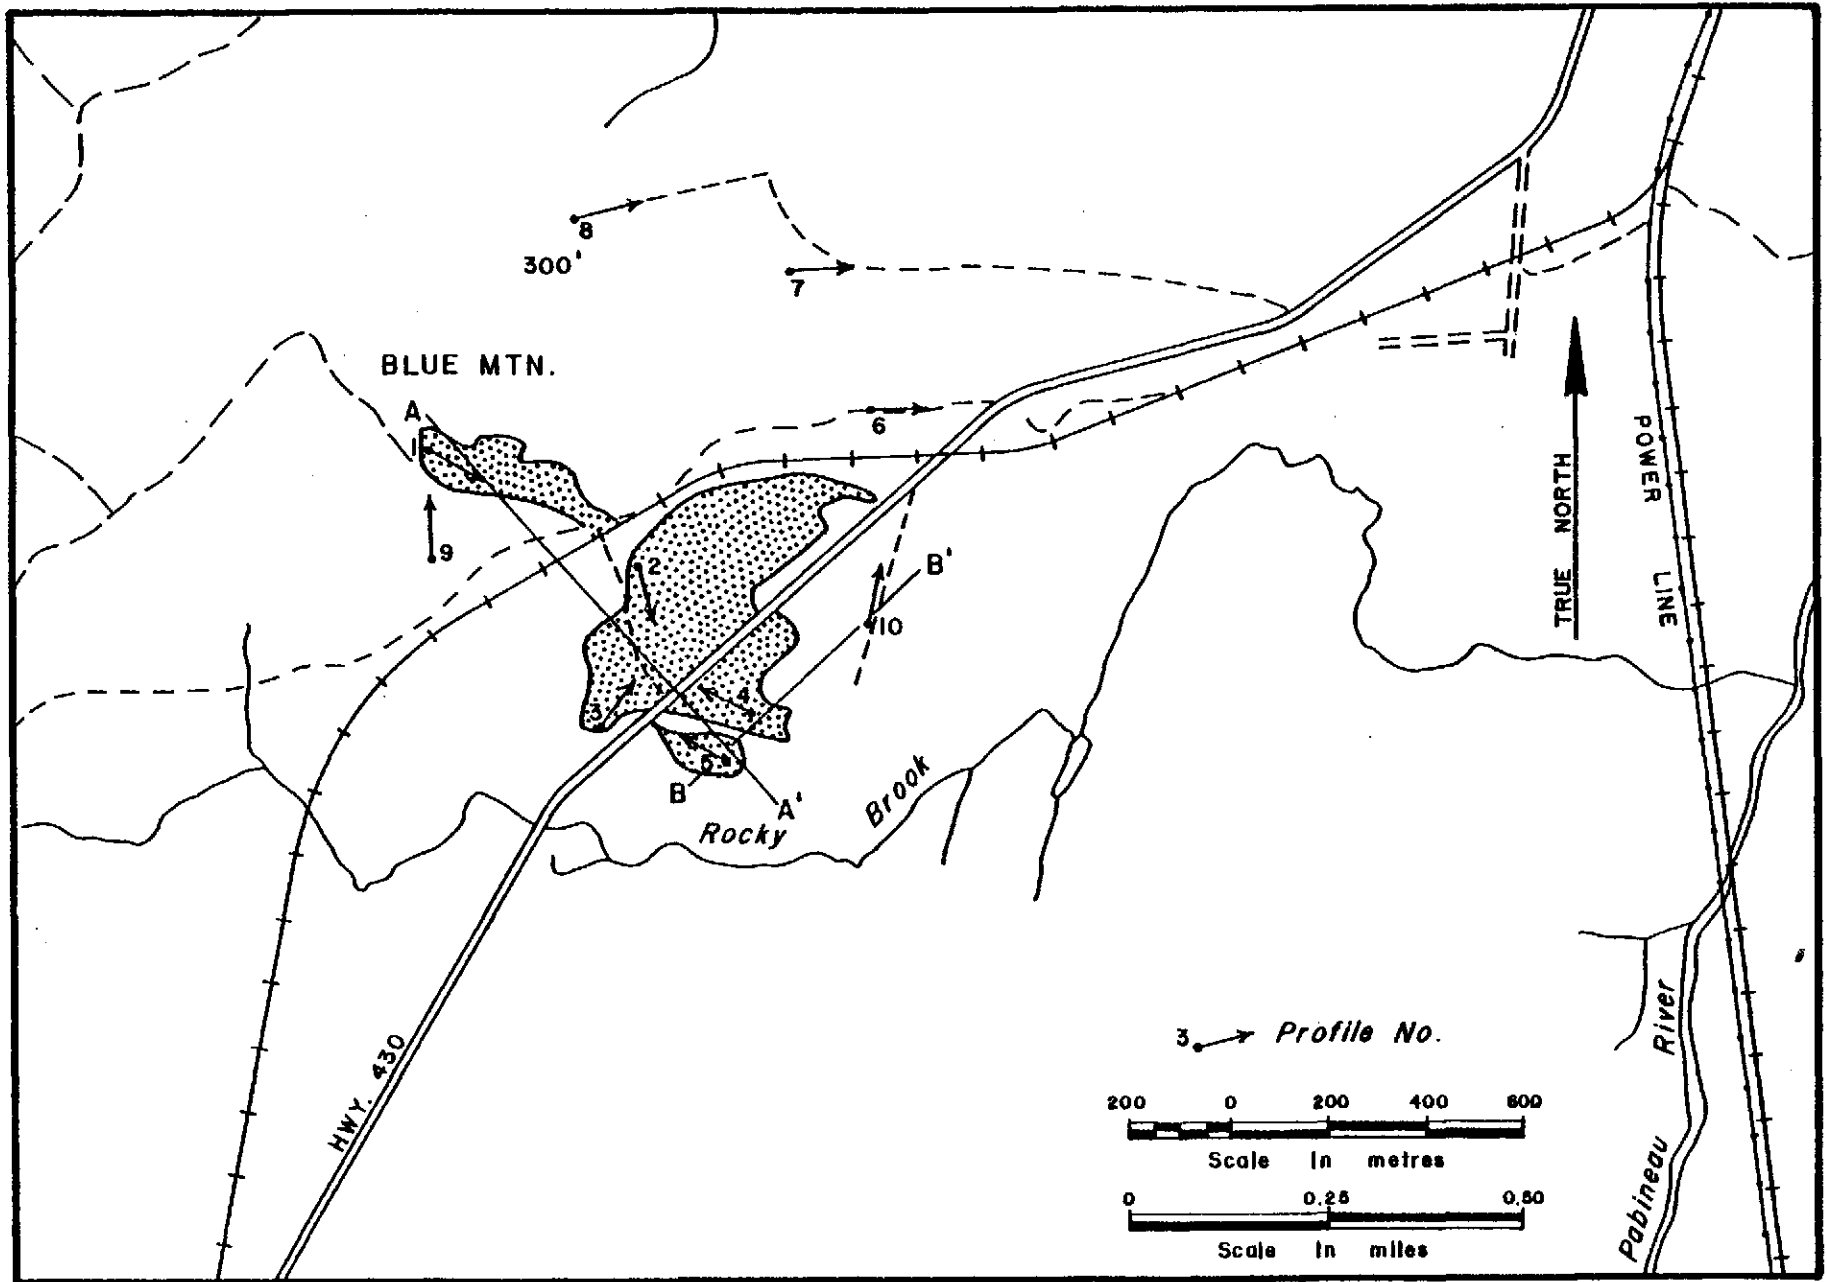 8
300'
7
BLUE MTN.
A
1
6
9
2
B'
10
3
4
5
B
A'
Rocky Brook
TRUE NORTH
POWER LINE
HWY. 430
3 Profile No.
200 0 200 400 600
Scale In metres
0 0.25 0.50
Scale In miles
Pabineau River